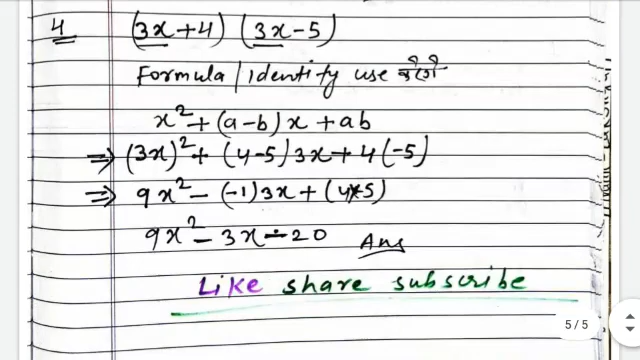 4 (3x+4) (3x-5)
Formula/identity use करेंगे
x²+(a-b)x+ab
⇒ (3x)²+(4-5)3x+4(-5)
⇒ 9x²-(-1)3x+(4×-5)
9x²-3x-20 Ans
Like share subscribe
5/5